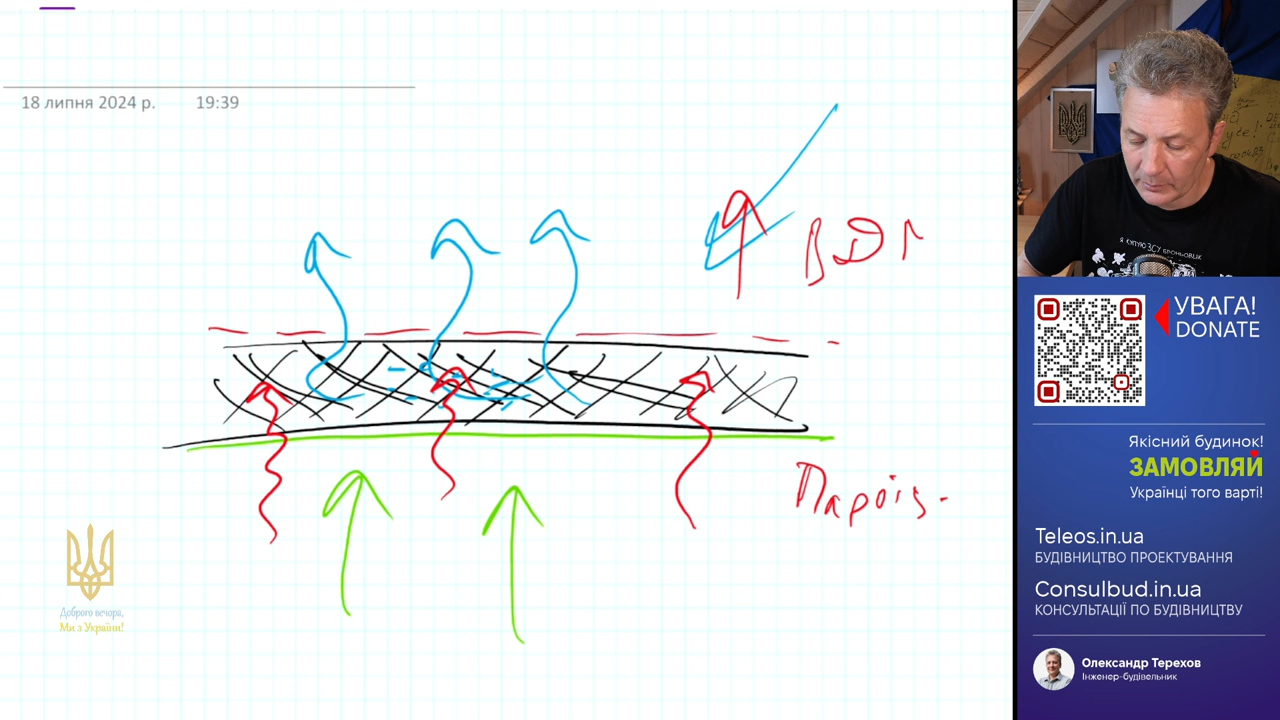 18 липня 2024 р. 19:39
Пароіз.
Доброго вечора,
Ми з України!
УВАГА!
DONATE
Якісний будинок!
ЗАМОВЛЯЙ
Українці того варті!
Teleos.in.ua
БУДІВНИЦТВО ПРОЕКТУВАННЯ
Consulbud.in.ua
КОНСУЛЬТАЦІЇ ПО БУДІВНИЦТВУ
Олександр Терехов
Інженер-будівельник